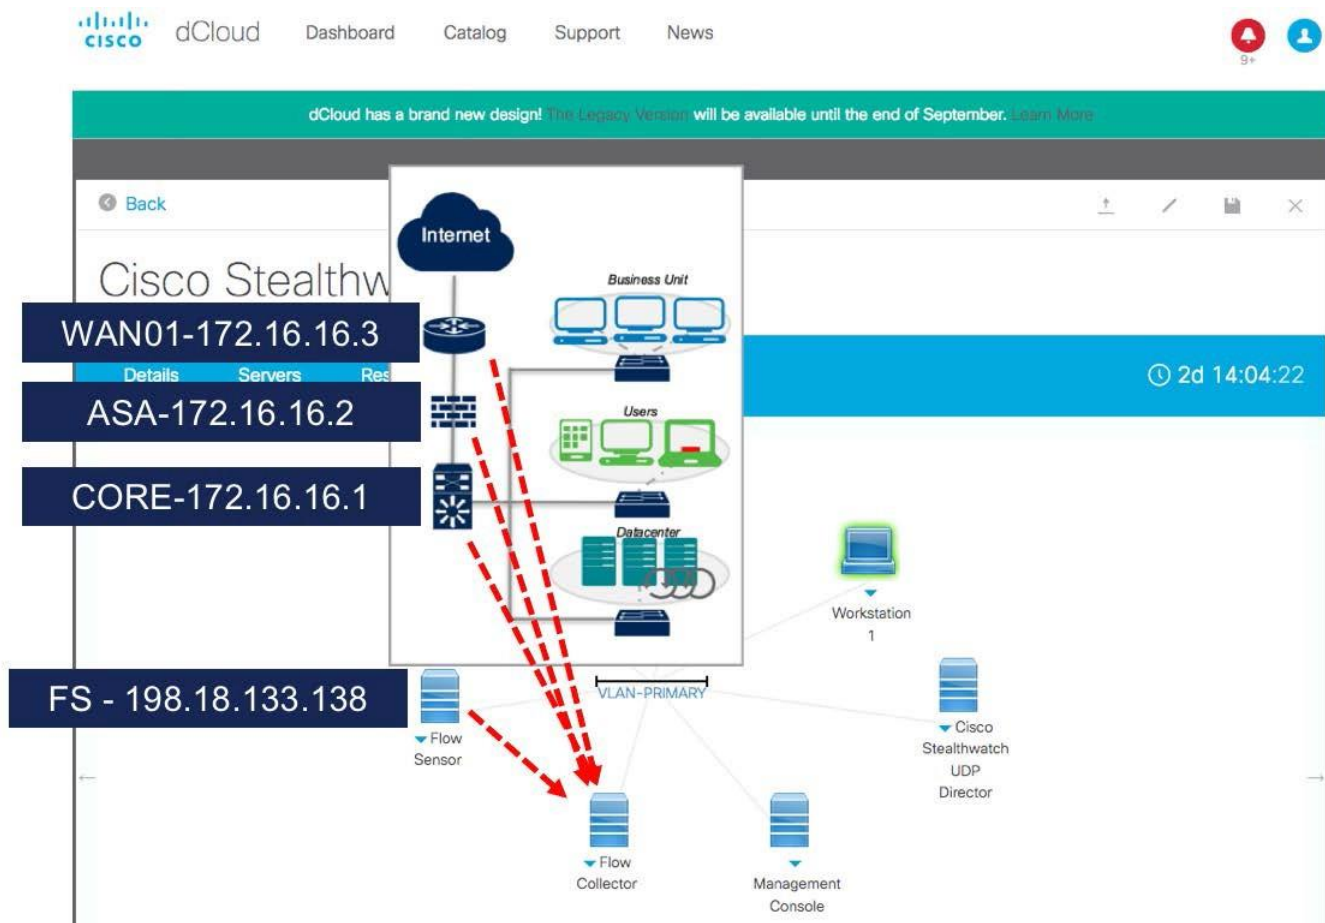 CISCO
dCloud
Dashboard
Catalog
Support
News
9+
dCloud has a brand new design! The Legacy Version will be available until the end of September. Learn More
Back
Cisco Stealthw
2d 14:04:22
Details
Servers
Res
WAN01-172.16.16.3
ASA-172.16.16.2
CORE-172.16.16.1
FS - 198.18.133.138
Internet
Business Unit
Users
Datacenter
Workstation
1
VLAN-PRIMARY
Flow
Sensor
Cisco
Stealthwatch
UDP
Director
Flow
Collector
Management
Console